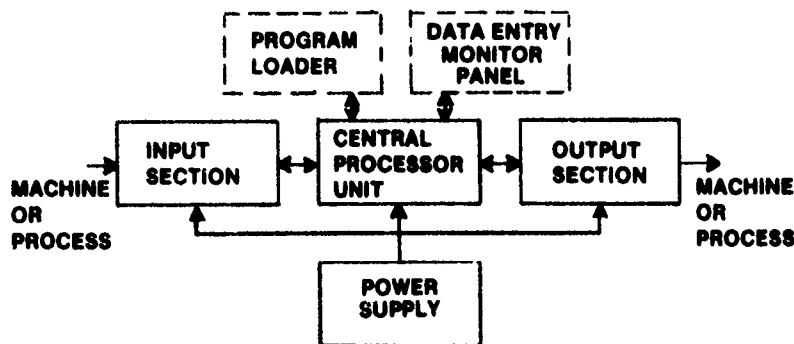 PROGRAM
LOADER
DATA ENTRY
MONITOR
PANEL
INPUT
SECTION
CENTRAL
PROCESSOR
UNIT
OUTPUT
SECTION
MACHINE
OR
PROCESS
MACHINE
OR
PROCESS
POWER
SUPPLY